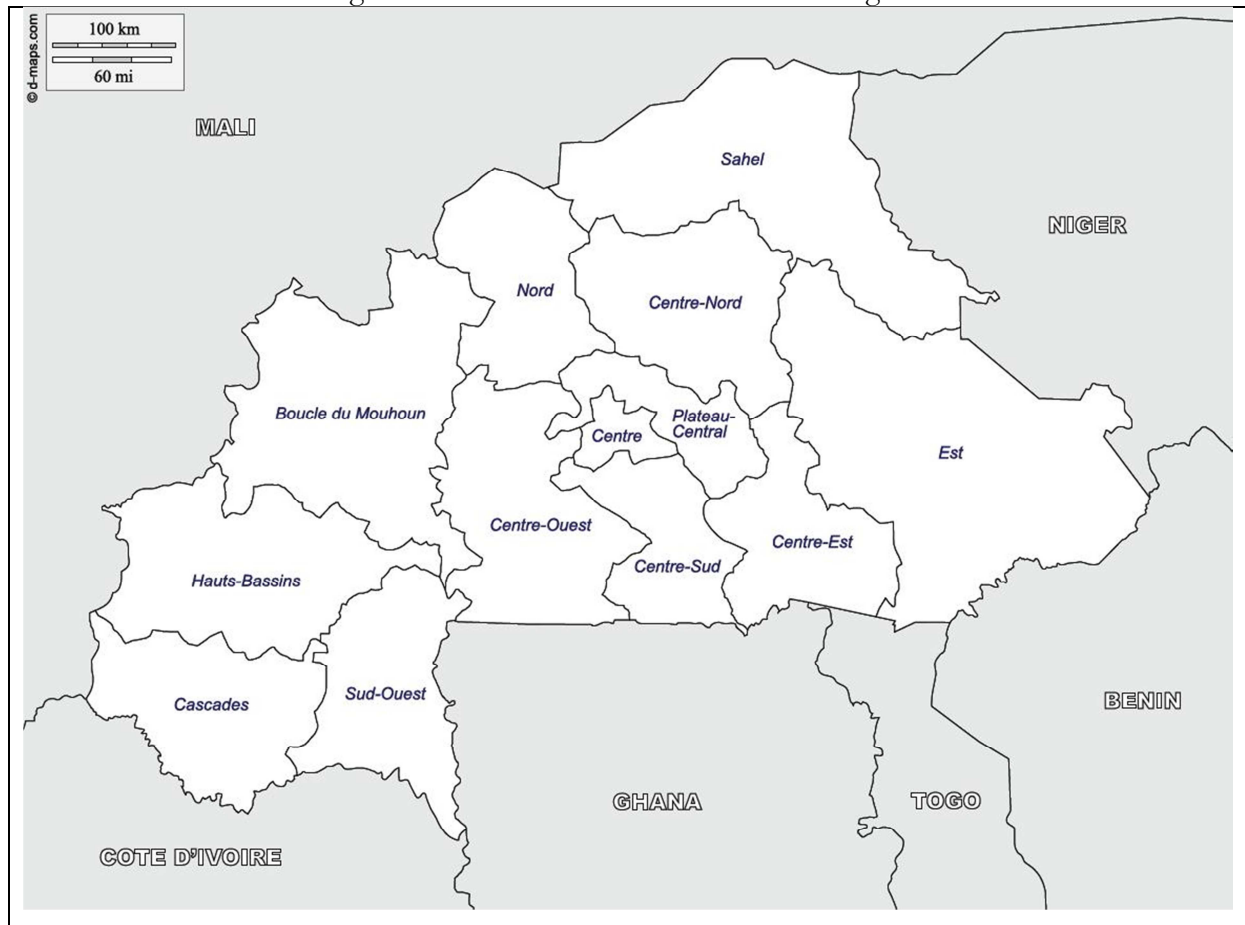 100 km
60 mi
© d-maps.com
MALI
Sahel
NIGER
Nord
Centre-Nord
Boucle du Mouhoun
Plateau-
Central
Centre
Est
Centre-Ouest
Centre-Est
Centre-Sud
Hauts-Bassins
Sud-Ouest
Cascades
BENIN
GHANA
TOGO
COTE D'IVOIRE